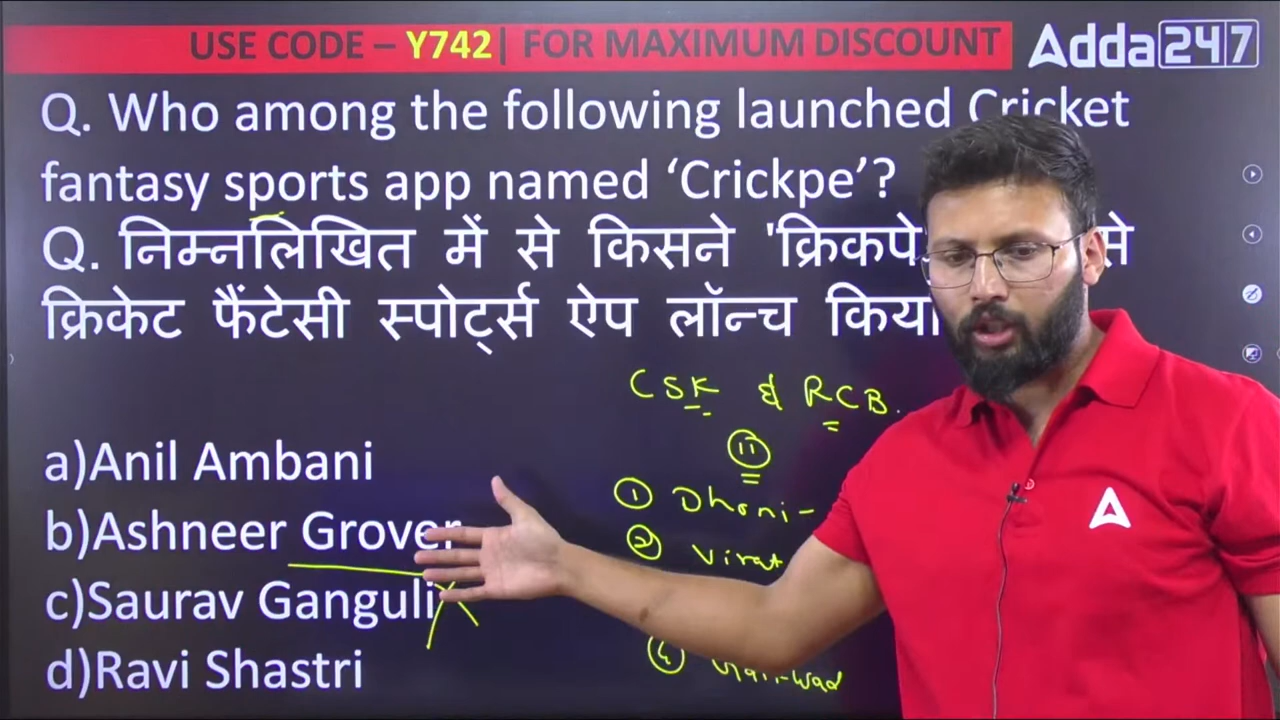 USE CODE – Y742| FOR MAXIMUM DISCOUNT
Adda247
Q. Who among the following launched Cricket
fantasy sports app named ‘Crickpe’?
Q. निम्नलिखित में से किसने 'क्रिकपे से
क्रिकेट फैंटेसी स्पोर्ट्स ऐप लॉन्च किया
CSK & RCB.
11
a)Anil Ambani
① Dhoni-
b)Ashneer Grover
② Virat
c)Saurav Ganguli
d)Ravi Shastri